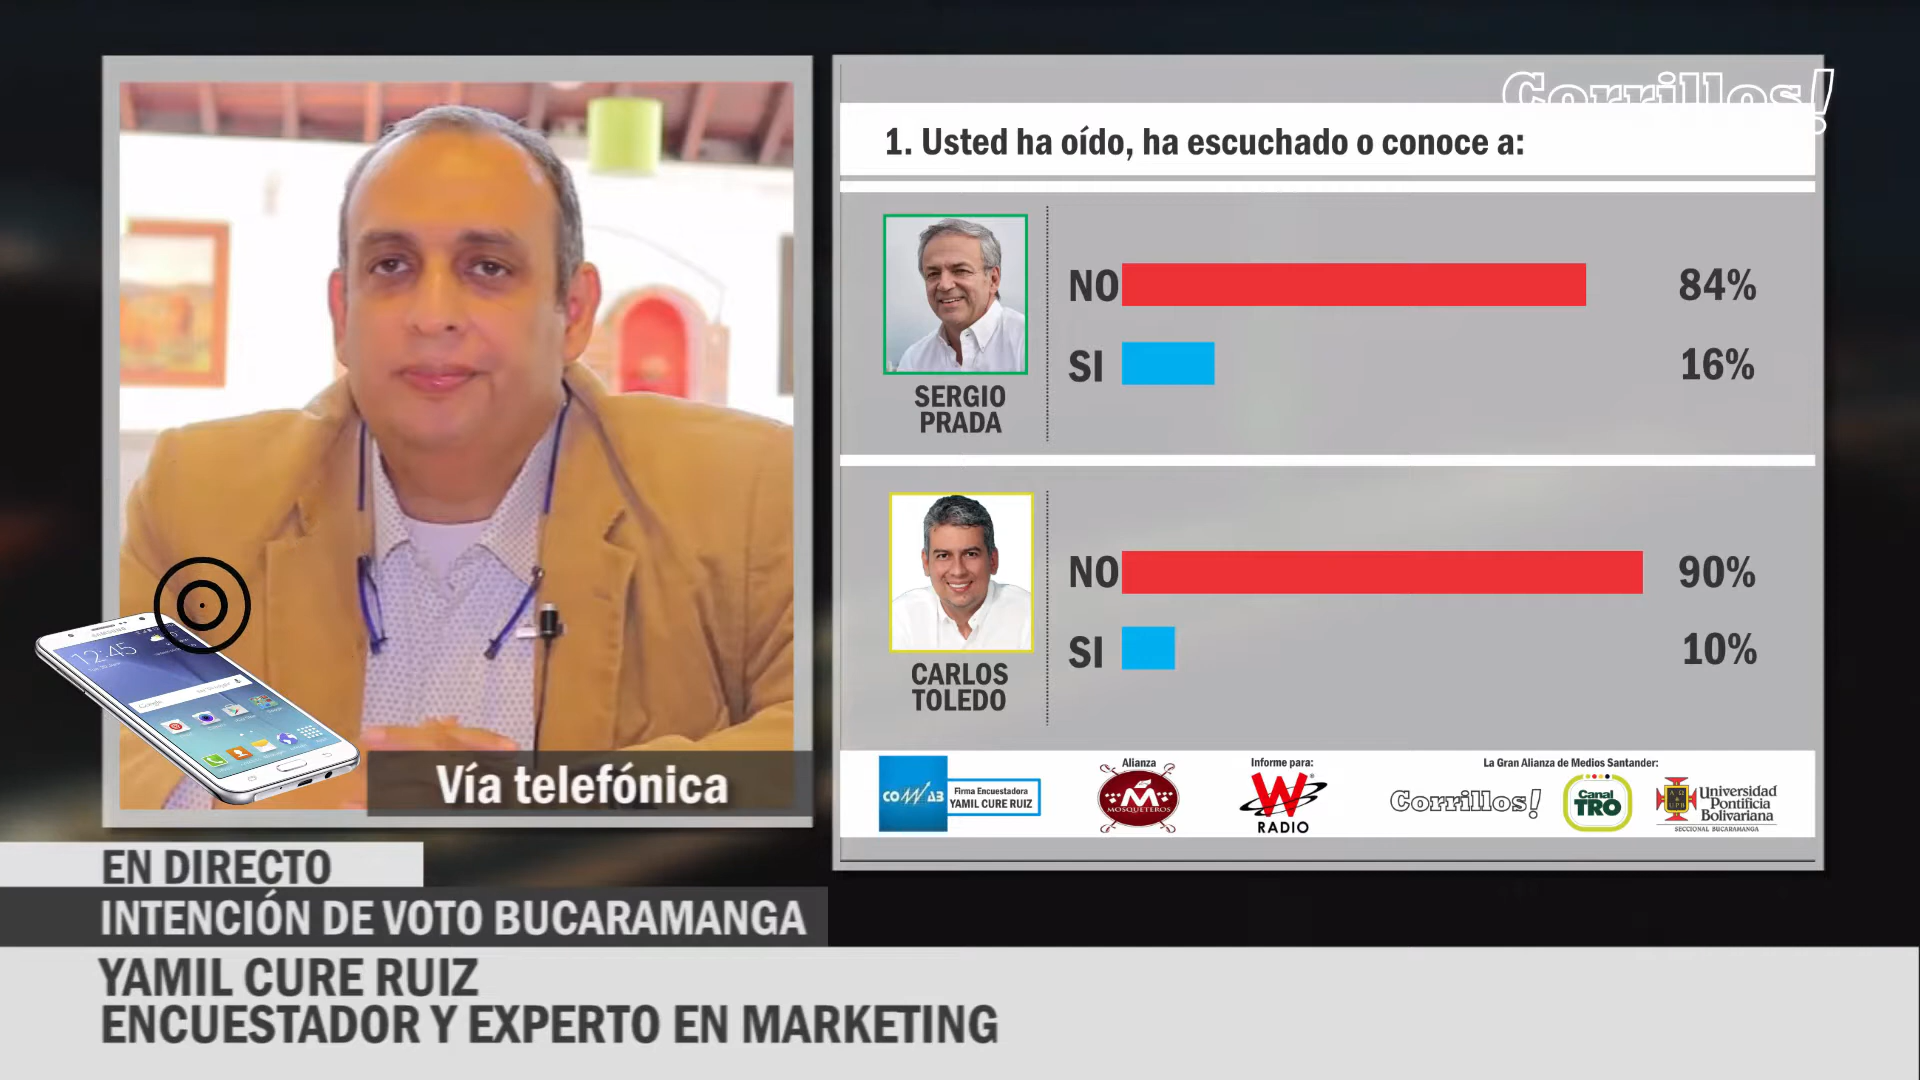 Corrillos!
1. Usted ha oído, ha escuchado o conoce a:
NO 84%
SI 16%
SERGIO
PRADA
NO 90%
SI 10%
CARLOS
TOLEDO
Firma Encuestadora
YAMIL CURE RUIZ
Alianza
M
MOSQUETEROS
Informe para:
W
RADIO
La Gran Alianza de Medios Santander:
Corrillos!
Canal
TRO
Universidad
Pontificia
Bolivariana
SECCIONAL BUCARAMANGA
SAMSUNG
12:45
Google
Vía telefónica
EN DIRECTO
INTENCIÓN DE VOTO BUCARAMANGA
YAMIL CURE RUIZ
ENCUESTADOR Y EXPERTO EN MARKETING